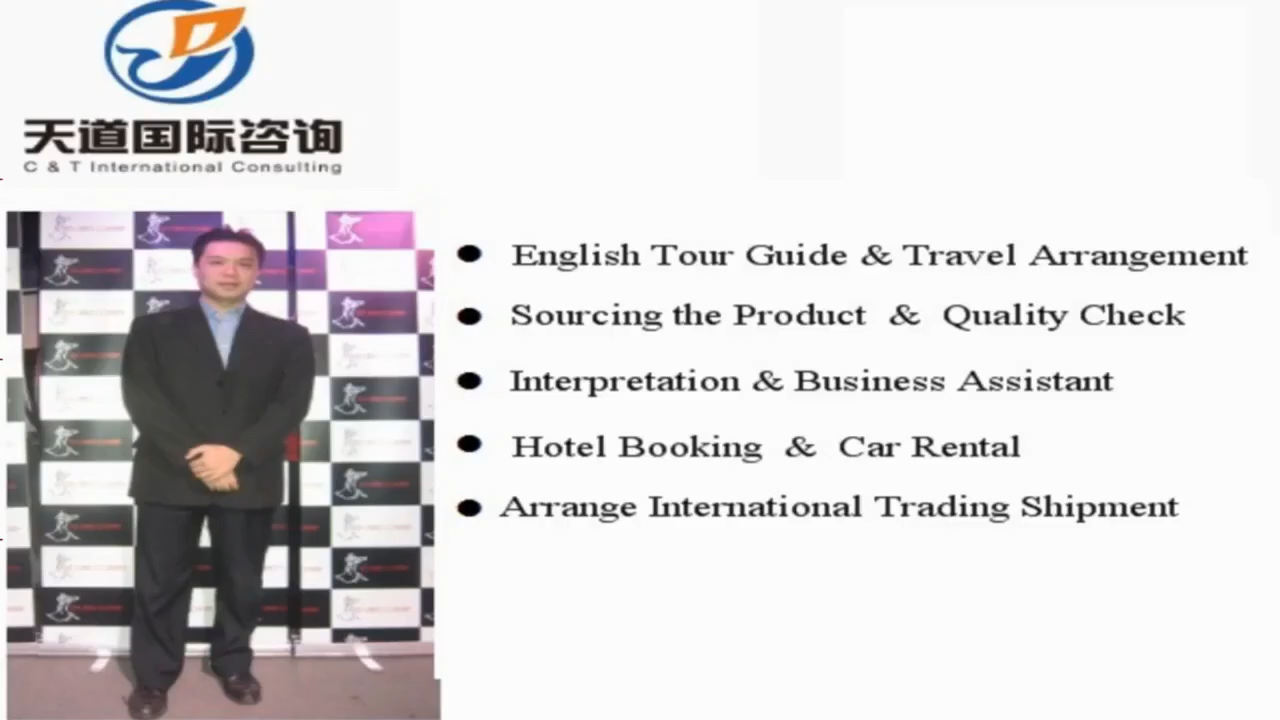 天道国际咨询
C & T International Consulting
● English Tour Guide & Travel Arrangement
● Sourcing the Product & Quality Check
● Interpretation & Business Assistant
● Hotel Booking & Car Rental
● Arrange International Trading Shipment